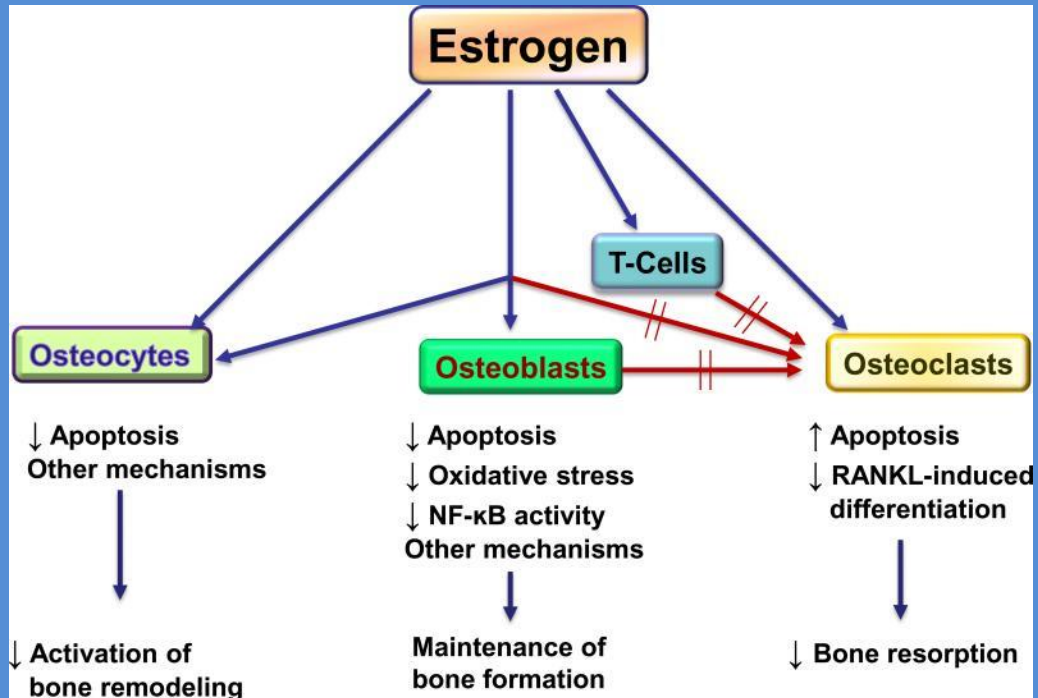 Estrogen
T-Cells
Osteocytes
Osteoblasts
Osteoclasts
↓ Apoptosis
Other mechanisms
↓ Activation of
bone remodeling
↓ Apoptosis
↓ Oxidative stress
↓ NF-κB activity
Other mechanisms
Maintenance of
bone formation
↑ Apoptosis
↓ RANKL-induced
differentiation
↓ Bone resorption